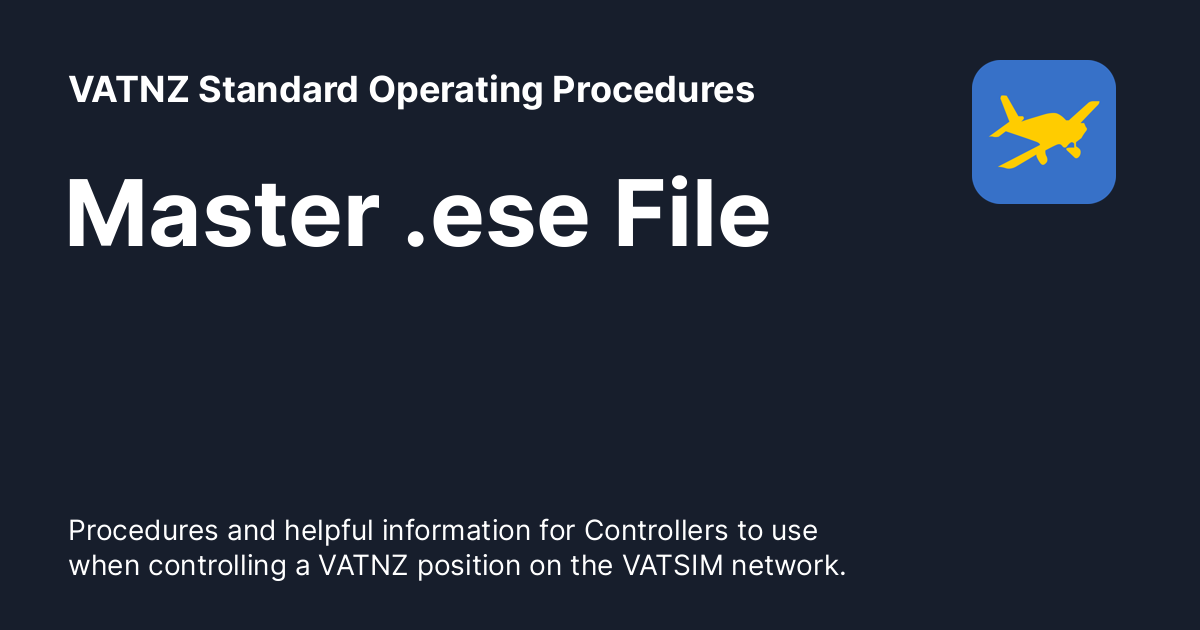 VATNZ Standard Operating Procedures
Master .ese File
Procedures and helpful information for Controllers to use
when controlling a VATNZ position on the VATSIM network.